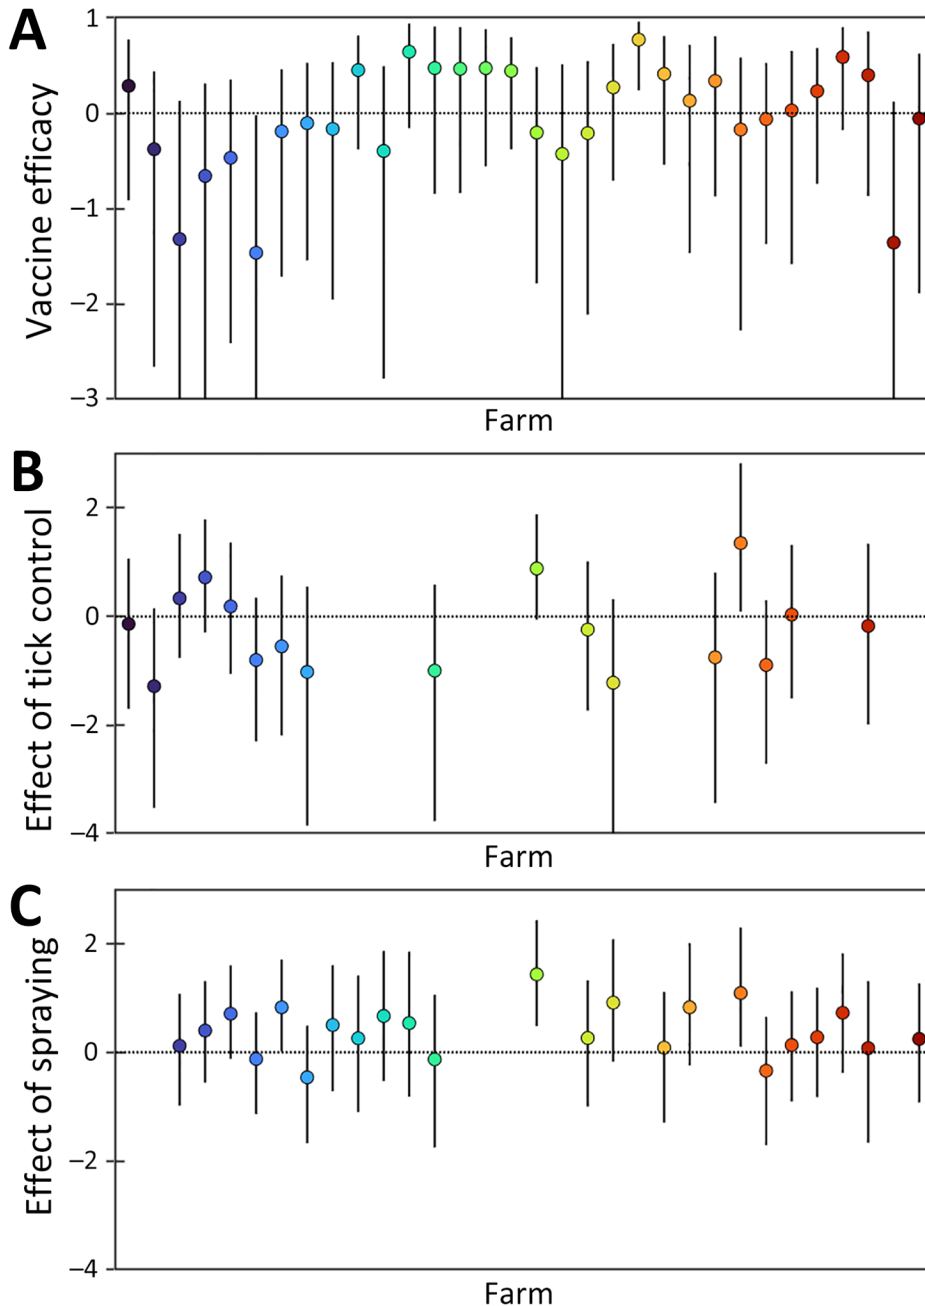 A
Vaccine efficacy
1
0
−1
−2
−3
Farm
B
Effect of tick control
2
0
−2
−4
Farm
C
Effect of spraying
2
0
−2
−4
Farm